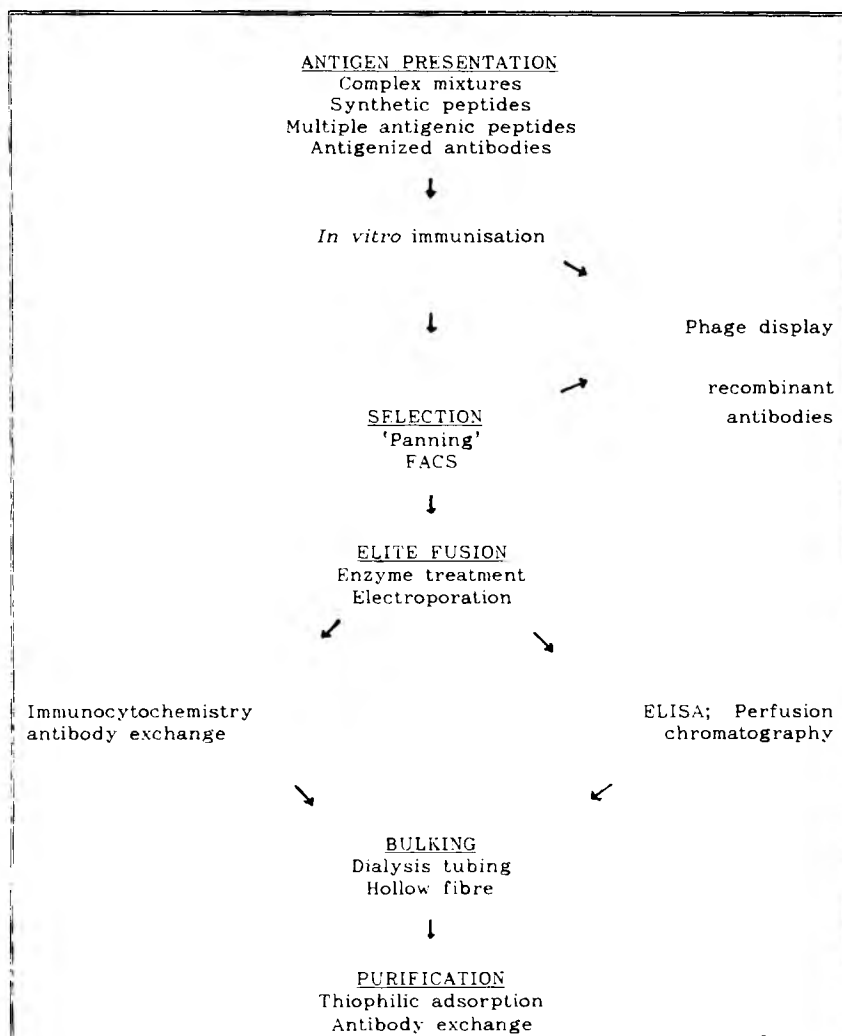 ANTIGEN PRESENTATION
Complex mixtures
Synthetic peptides
Multiple antigenic peptides
Antigenized antibodies
In vitro immunisation
Phage display
recombinant
antibodies
SELECTION
'Panning'
FACS
ELITE FUSION
Enzyme treatment
Electroporation
Immunocytochemistry
antibody exchange
ELISA; Perfusion
chromatography
BULKING
Dialysis tubing
Hollow fibre
PURIFICATION
Thiophilic adsorption
Antibody exchange